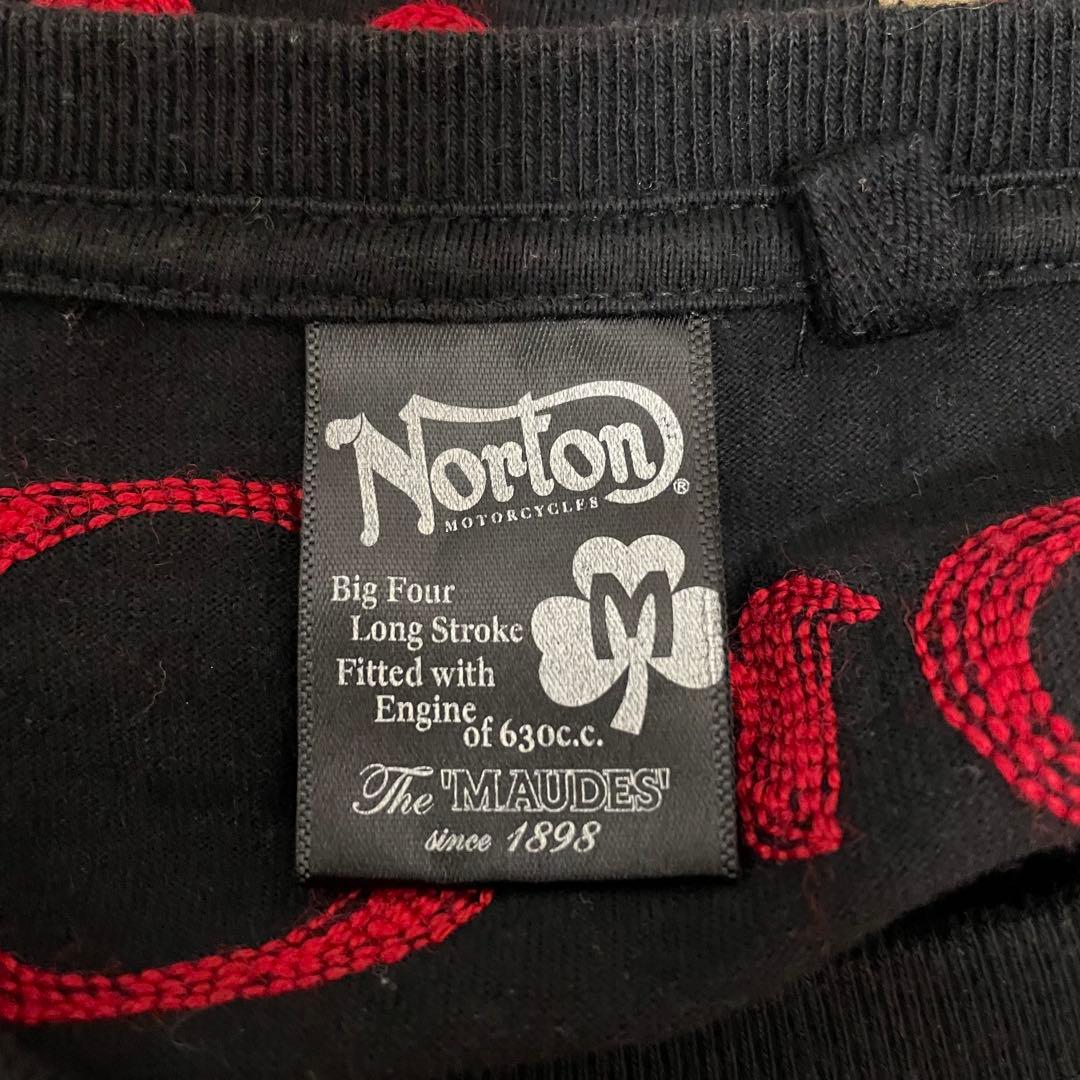 Norton
®
MOTORCYCLES
M
Big Four
Long Stroke
Fitted with
Engine
of 630c.c.
The 'MAUDES'
since 1898